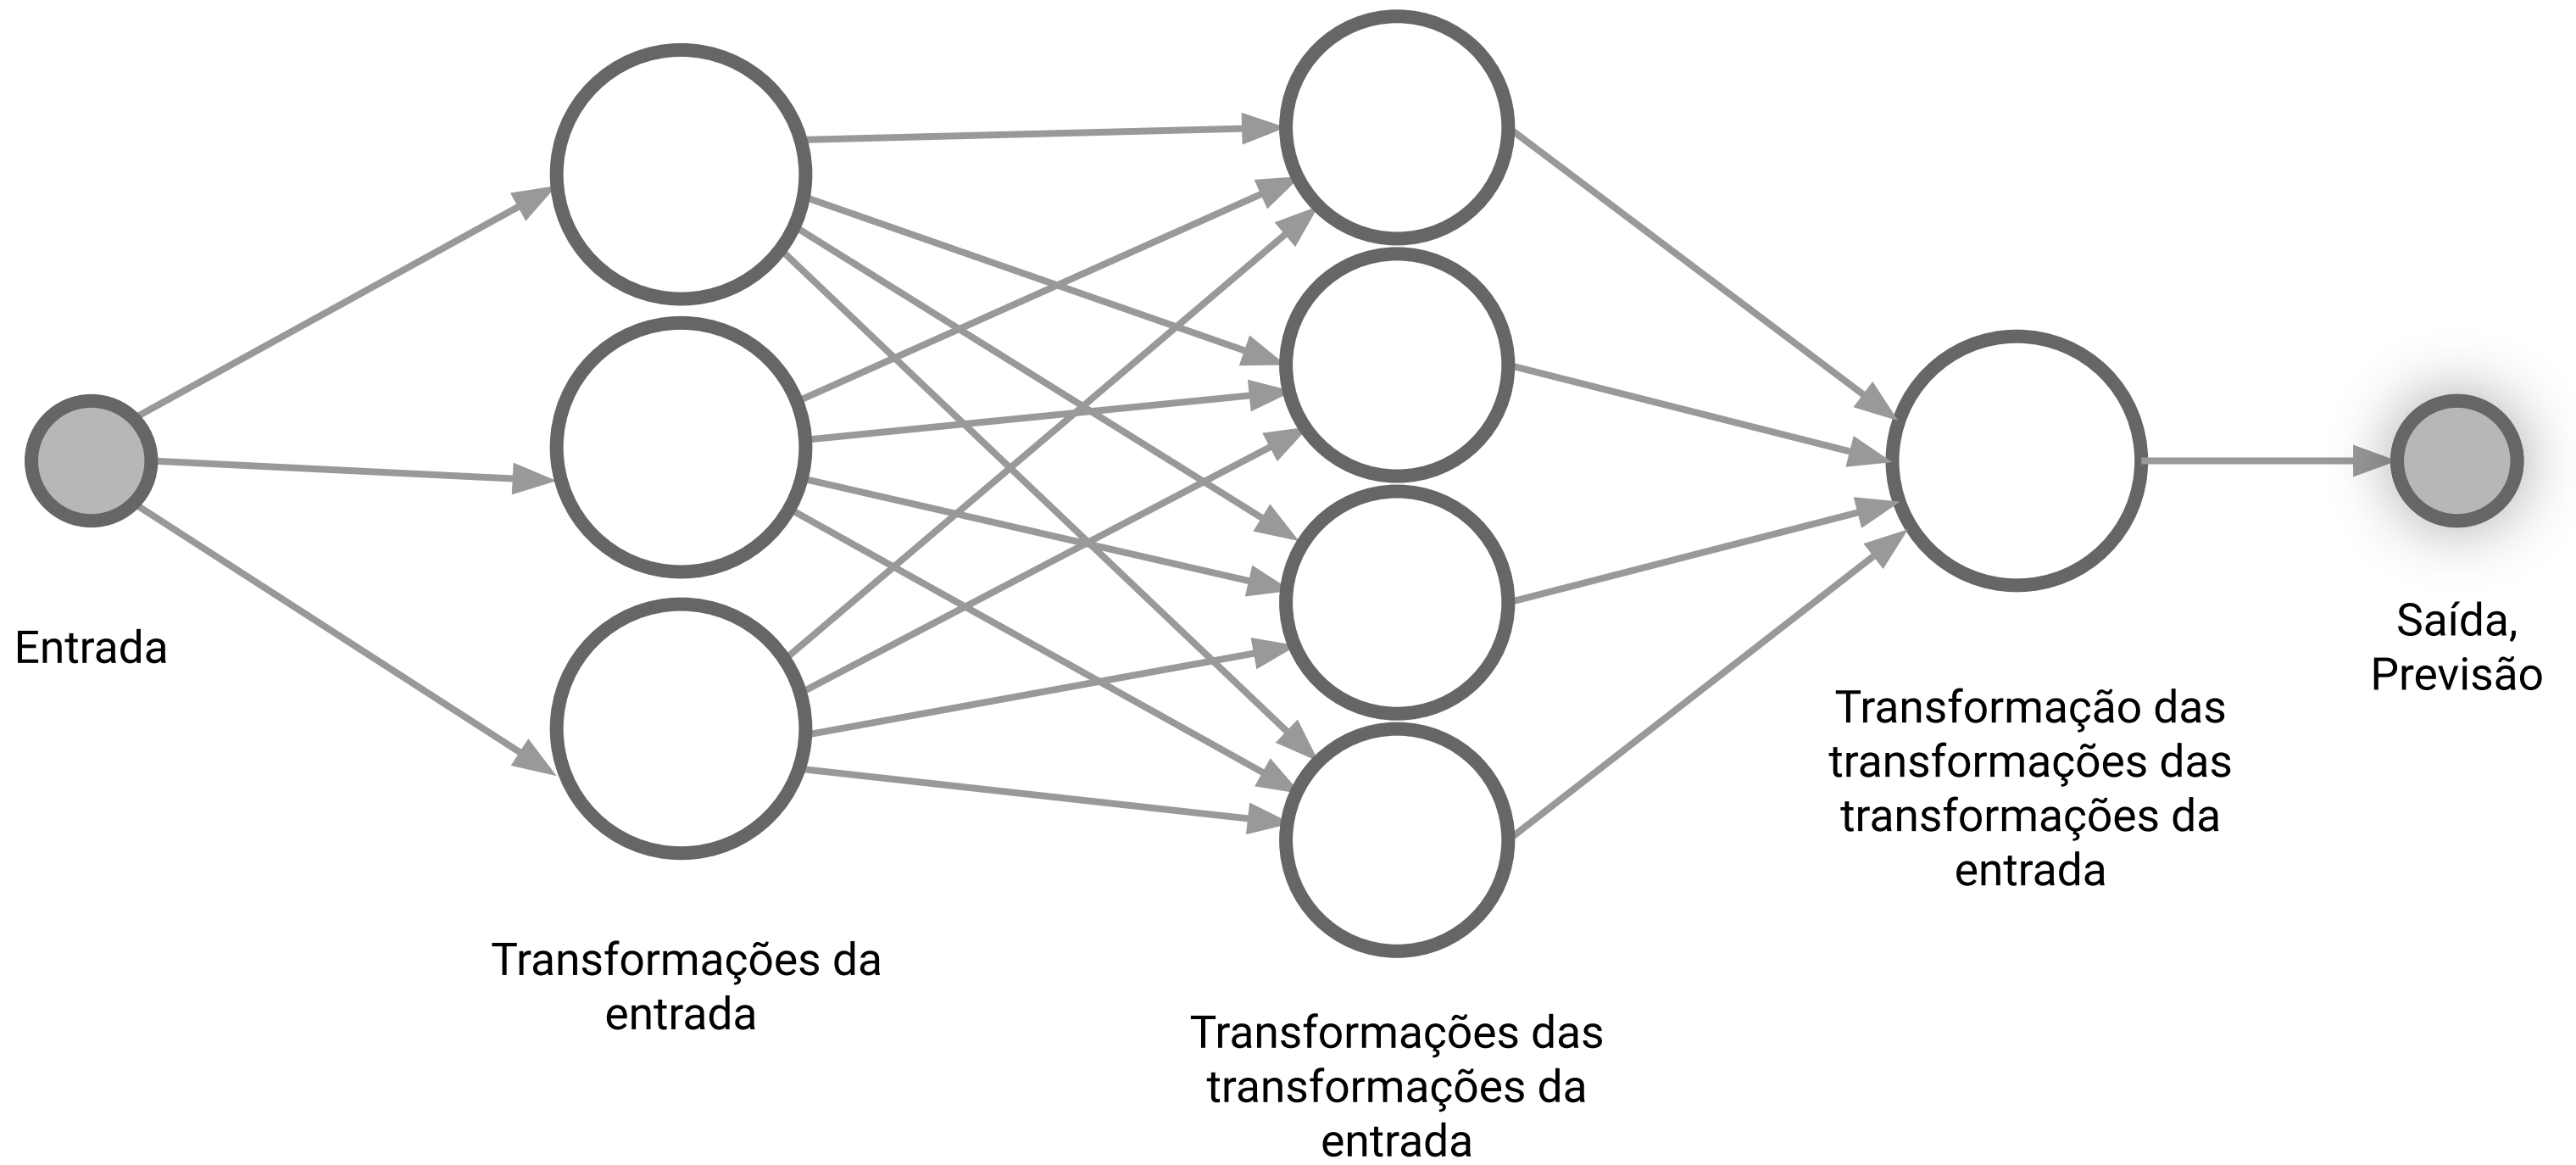 Entrada
Transformações da
entrada
Transformações das
transformações da
entrada
Transformação das
transformações das
transformações da
entrada
Saída,
Previsão